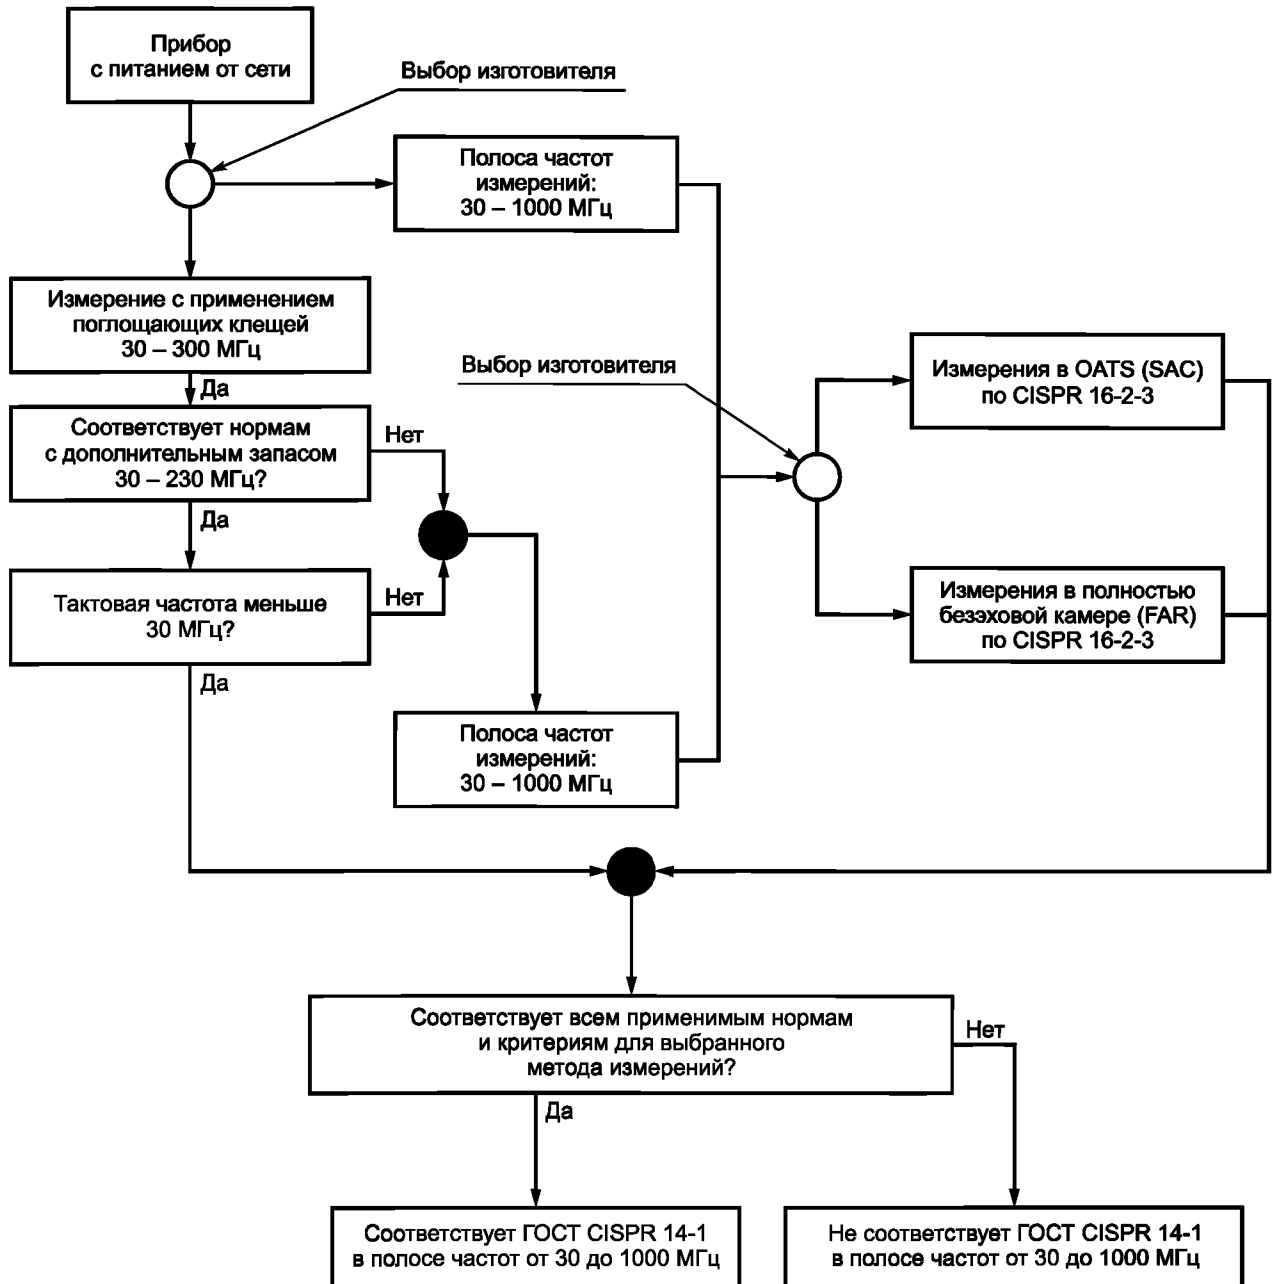 Прибор
с питанием от сети
Выбор изготовителя
Полоса частот
измерений:
30 – 1000 МГц
Измерение с применением
поглощающих клещей
30 – 300 МГц
Да
Соответствует нормам
с дополнительным запасом
30 – 230 МГц?
Нет
Да
Тактовая частота меньше
30 МГц?
Нет
Да
Полоса частот
измерений:
30 – 1000 МГц
Выбор изготовителя
Измерения в OATS (SAC)
по CISPR 16-2-3
Измерения в полностью
безэховой камере (FAR)
по CISPR 16-2-3
Соответствует всем применимым нормам
и критериям для выбранного
метода измерений?
Нет
Да
Соответствует ГОСТ CISPR 14-1
в полосе частот от 30 до 1000 МГц
Не соответствует ГОСТ CISPR 14-1
в полосе частот от 30 до 1000 МГц